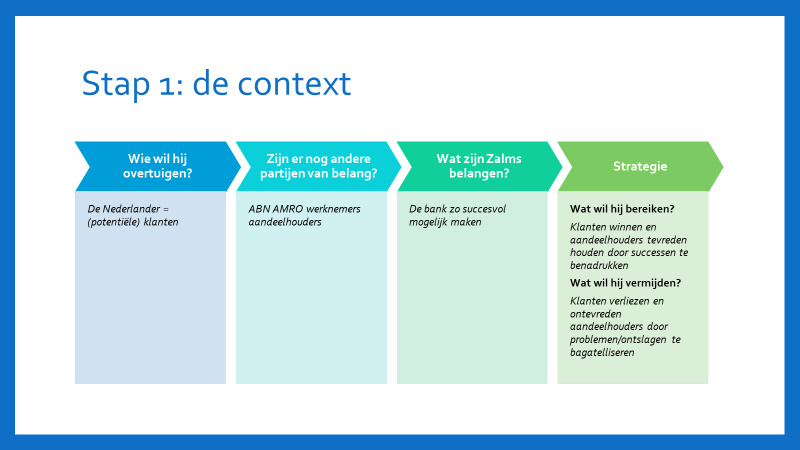 Stap 1: de context
Wie wil hij
overtuigen?
De Nederlander =
(potentiële) klanten
Zijn er nog andere
partijen van belang?
ABN AMRO werknemers
aandeelhouders
Wat zijn Zalms
belangen?
De bank zo succesvol
mogelijk maken
Strategie
Wat wil hij bereiken?
Klanten winnen en
aandeelhouders tevreden
houden door successen te
benadrukken
Wat wil hij vermijden?
Klanten verliezen en
ontevreden
aandeelhouders door
problemen/ontslagen te
bagatelliseren